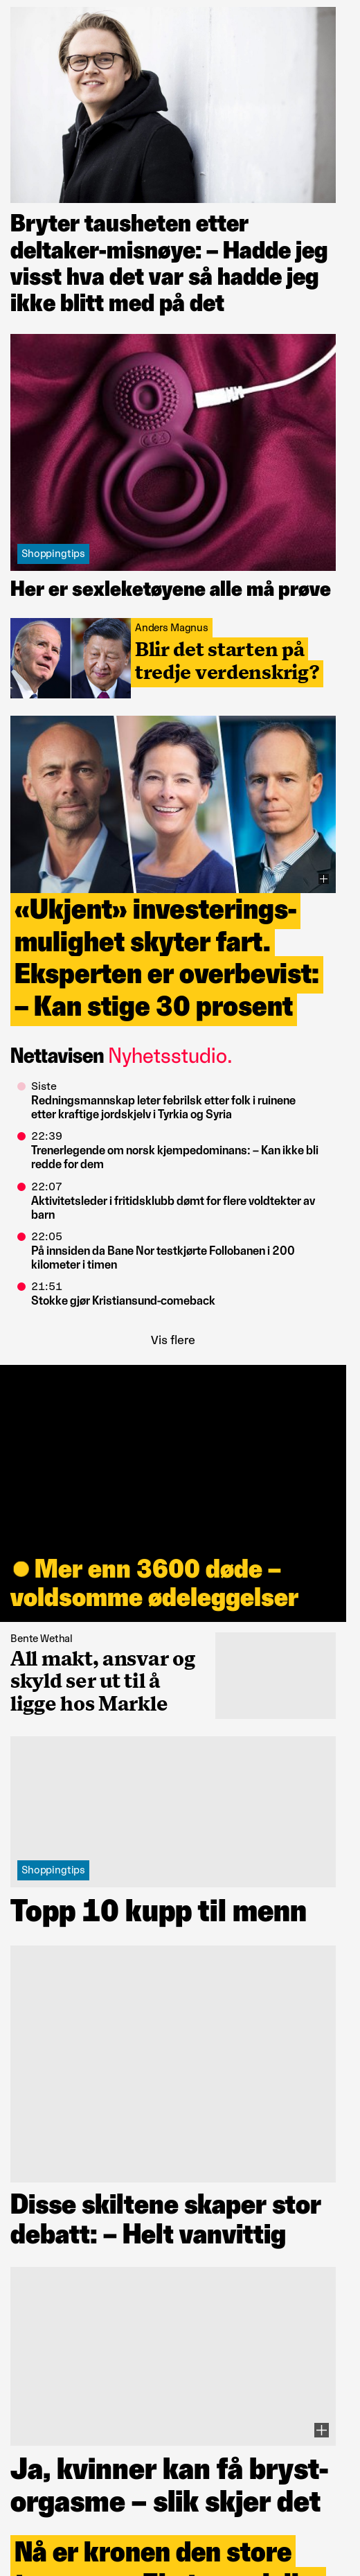 Bryter tausheten etter
deltaker-misnøye: – Hadde jeg
visst hva det var så hadde jeg
ikke blitt med på det
Shoppingtips
Her er sexleketøyene alle må prøve
Anders Magnus
Blir det starten på
tredje verdenskrig?
«Ukjent» investerings-
mulighet skyter fart.
Eksperten er overbevist:
– Kan stige 30 prosent
Nettavisen Nyhetsstudio.
Siste
Redningsmannskap leter febrilsk etter folk i ruinene
etter kraftige jordskjelv i Tyrkia og Syria
22:39
Trenerlegende om norsk kjempedominans: – Kan ikke bli
redde for dem
22:07
Aktivitetsleder i fritidsklubb dømt for flere voldtekter av
barn
22:05
På innsiden da Bane Nor testkjørte Follobanen i 200
kilometer i timen
21:51
Stokke gjør Kristiansund-comeback
Vis flere
Mer enn 3600 døde –
voldsomme ødeleggelser
Bente Wethal
All makt, ansvar og
skyld ser ut til å
ligge hos Markle
Shoppingtips
Topp 10 kupp til menn
Disse skiltene skaper stor
debatt: – Helt vanvittig
Ja, kvinner kan få bryst-
orgasme – slik skjer det
Nå er kronen den store